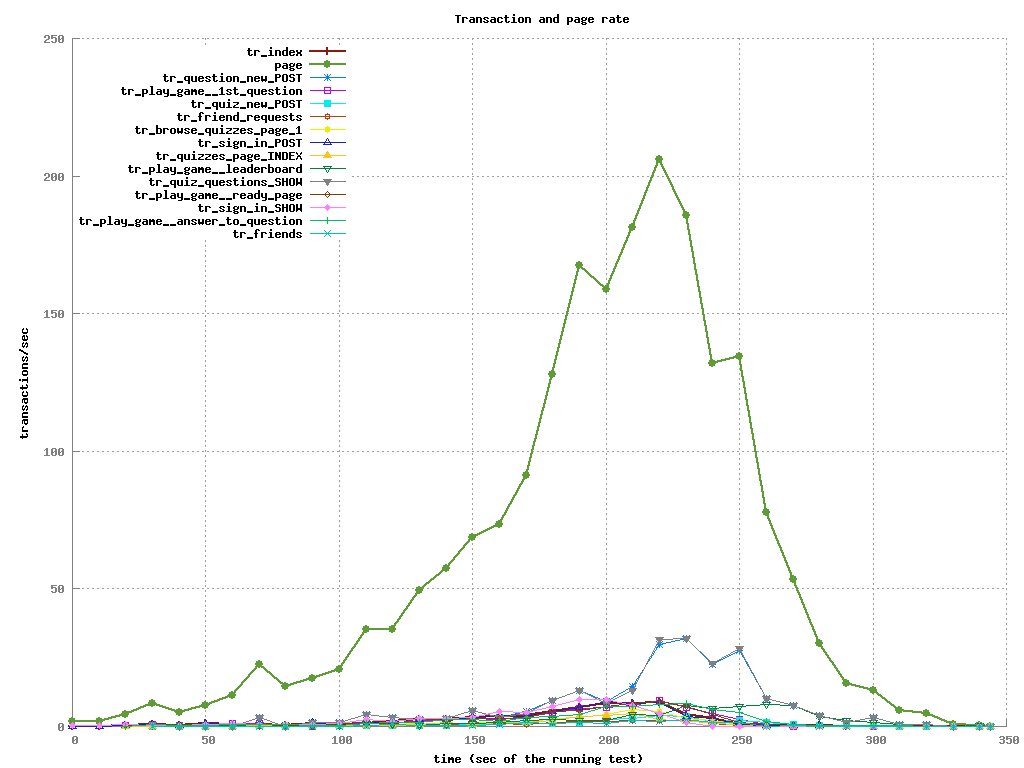 Transaction and page rate
250
200
150
100
50
0
transactions/sec
tr_index
page
tr_question_new_POST
tr_play_game__1st_question
tr_quiz_new_POST
tr_friend_requests
tr_browse_quizzes_page_1
tr_sign_in_POST
tr_quizzes_page_INDEX
tr_play_game__leaderboard
tr_quiz_questions_SHOW
tr_play_game__ready_page
tr_sign_in_SHOW
tr_play_game__answer_to_question
tr_friends
0 50 100 150 200 250 300 350
time (sec of the running test)